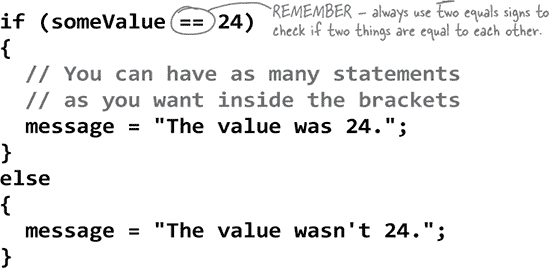 if (someValue == 24)
REMEMBER – always use two equals signs to
check if two things are equal to each other.
{
// You can have as many statements
// as you want inside the brackets
message = "The value was 24.";
}
else
{
message = "The value wasn't 24.";
}